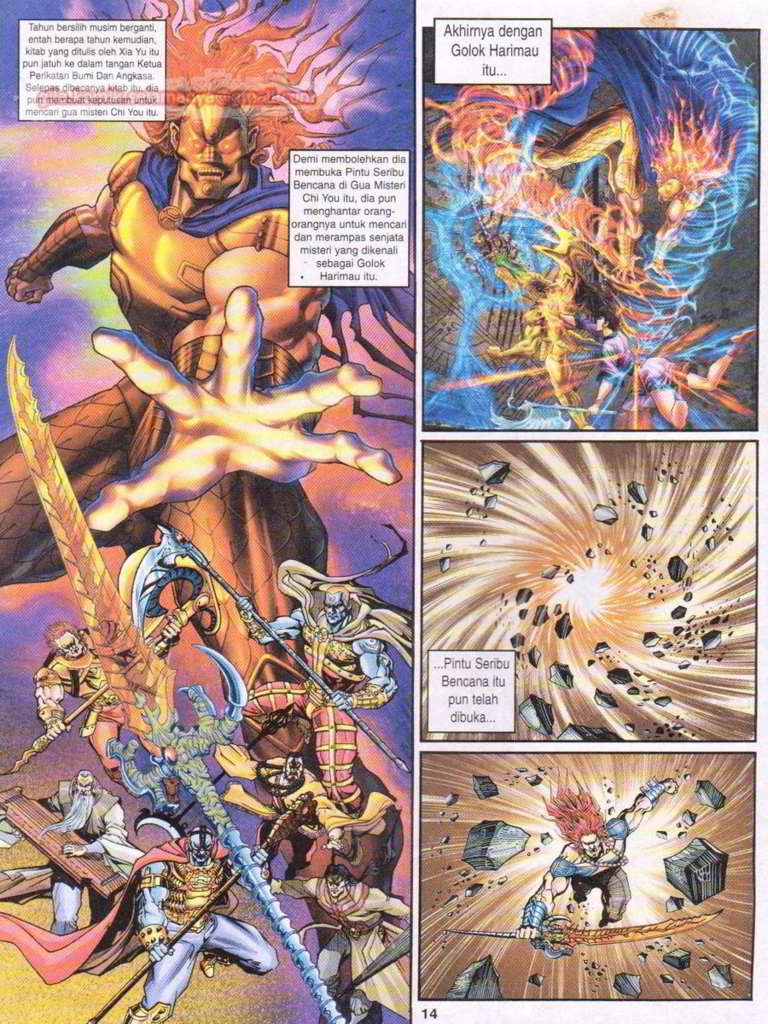 Tahun bersilih musim berganti,
entah berapa tahun kemudian,
kitab yang ditulis oleh Xia Yu itu
pun jatuh ke dalam tangan Ketua
Perikatan Bumi Dan Angkasa.
Selepas dibacanya kitab itu, dia
pun membuat keputusan untuk
mencari gua misteri Chi You itu.
Demi membolehkan dia
membuka Pintu Seribu
Bencana di Gua Misteri
Chi You itu, dia pun
menghantar orang-
orangnya untuk mencari
dan merampas senjata
misteri yang dikenali
sebagai Golok
Harimau itu.
Akhirnya dengan
Golok Harimau
itu...
...Pintu Seribu
Bencana itu
pun telah
dibuka...
14